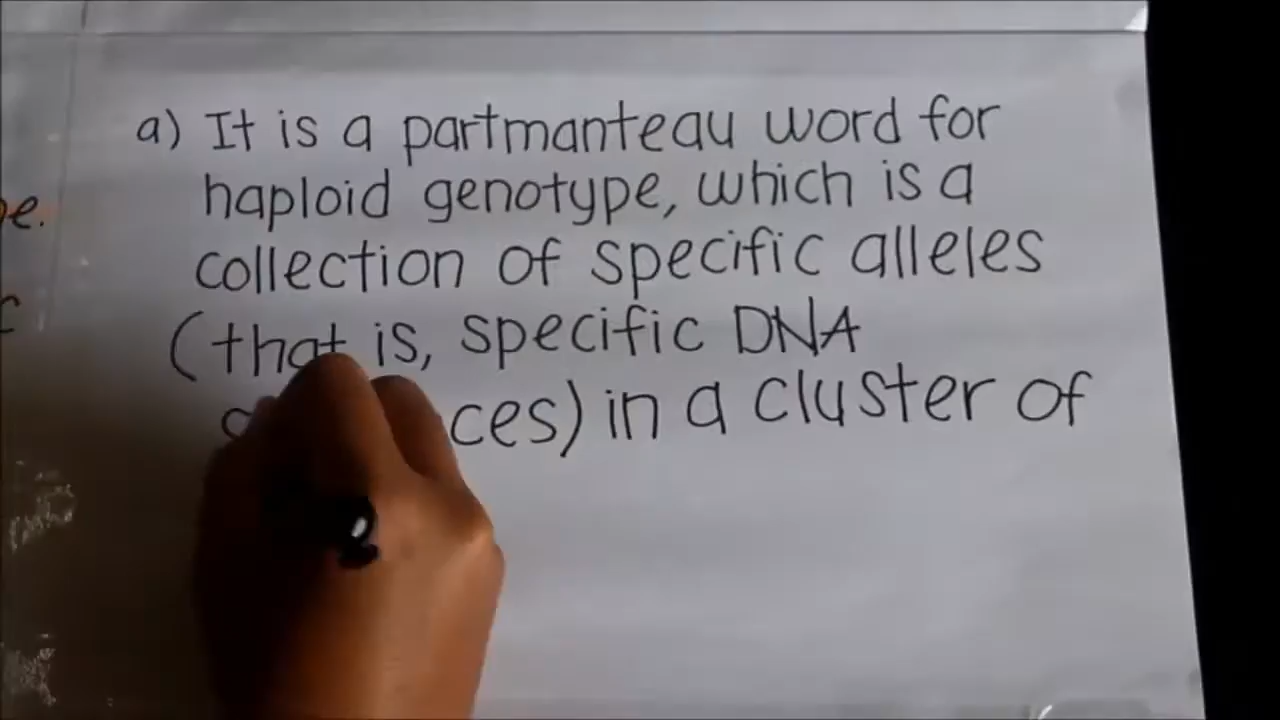 a) It is a partmanteau word for
haploid genotype, which is a
collection of specific alleles
(that is, specific DNA
ces) in a cluster of